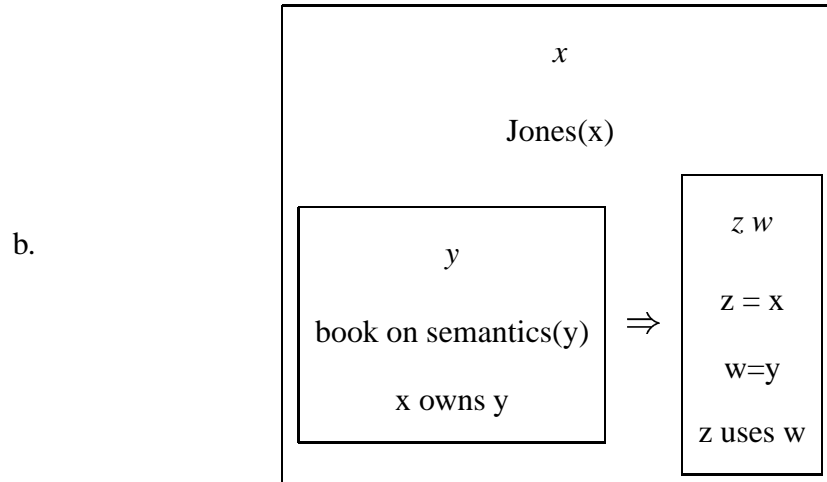 x
Jones(x)
b.
y
book on semantics(y)
x owns y
⇒
z w
z = x
w=y
z uses w